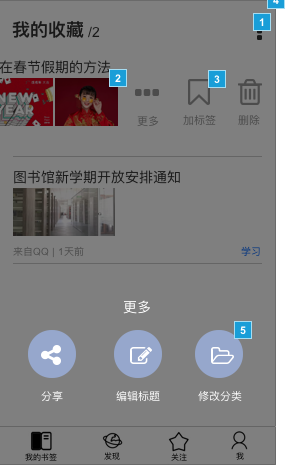 4
1
我的收藏 /2
在春节假期的方法
2
3
NEW
YEAR
更多
加标签
删除
图书馆新学期开放安排通知
来自QQ | 1天前
学习
更多
5
分享
编辑标题
修改分类
我的书签
发现
关注
我